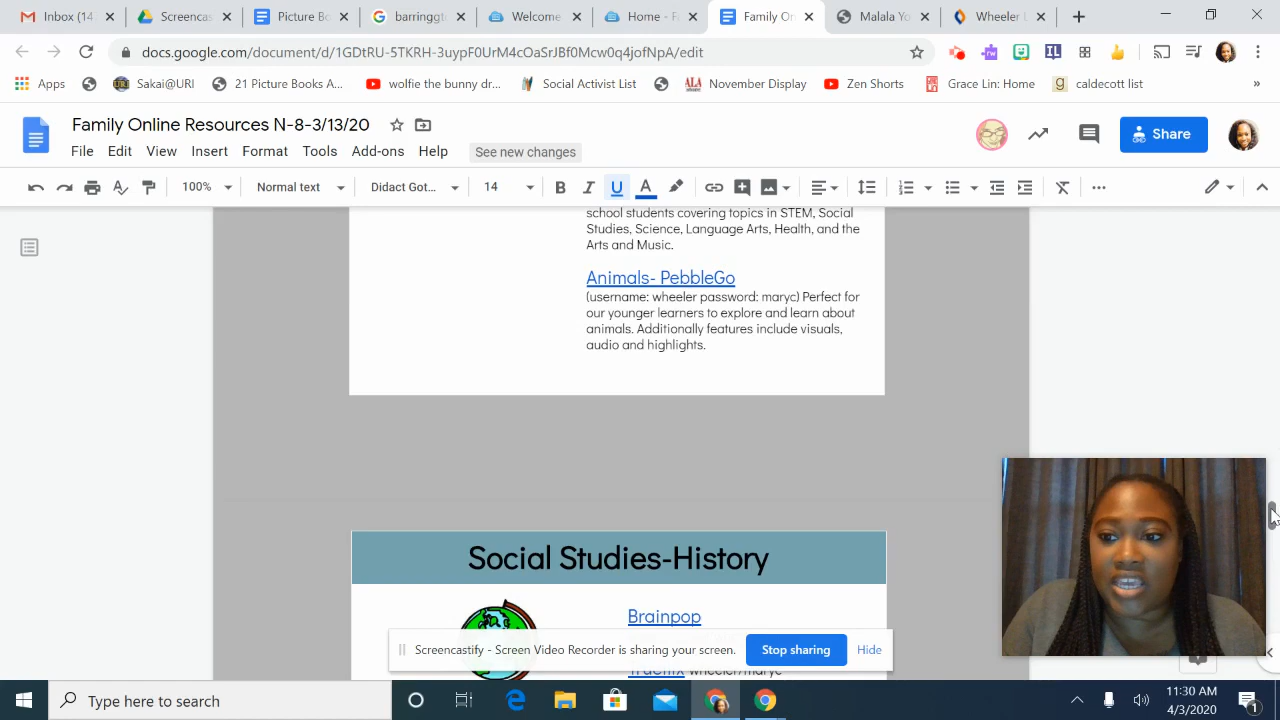 Inbox (14
Screencas
Picture Bo
barringgt
Welcome
Home - F
Family On
Malala Yo
Wheeler L
docs.google.com/document/d/1GDtRU-5TKRH-3uypF0UrM4cOaSrJBf0Mcw0q4jofNpA/edit
Apps
Sakai@URI
21 Picture Books A...
wolfie the bunny dr...
Social Activist List
November Display
Zen Shorts
Grace Lin: Home
caldecott list
»
Family Online Resources N-8-3/13/20
File Edit View Insert Format Tools Add-ons Help See new changes
Share
100% Normal text Didact Got... 14 B I U A
school students covering topics in STEM, Social
Studies, Science, Language Arts, Health, and the
Arts and Music.
Animals- PebbleGo
(username: wheeler password: maryc) Perfect for
our younger learners to explore and learn about
animals. Additionally features include visuals,
audio and highlights.
Social Studies-History
Brainpop
Screencastify - Screen Video Recorder is sharing your screen.
Stop sharing
Hide
wheeler/maryc
Type here to search
11:30 AM
4/3/2020
1